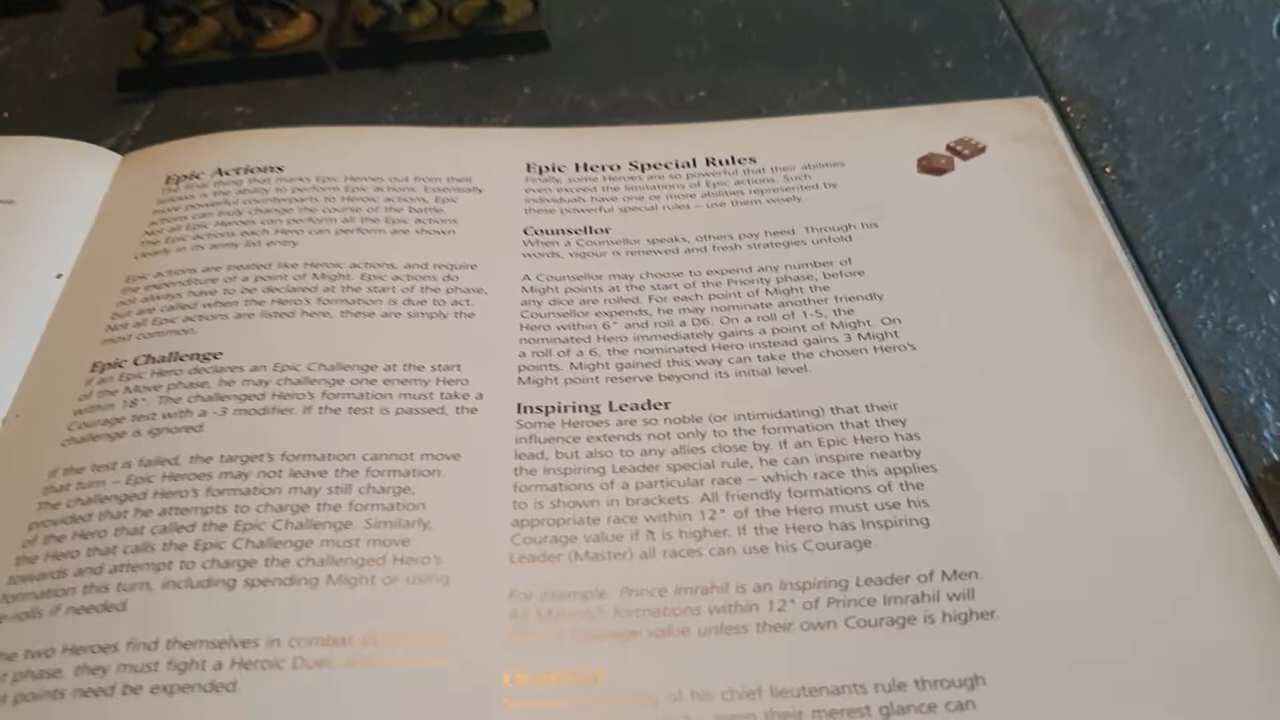 Epic Actions
The final thing that marks Epic Heroes out from their
fellows is the ability to perform Epic actions. Essentially
more powerful counterparts to Heroic actions, Epic
actions can truly change the course of the battle.
Not all Epic Heroes can perform all the Epic actions
the Epic actions each Hero can perform are shown
clearly in its army list entry.
Epic actions are treated like Heroic actions, and require
the expenditure of a point of Might. Epic actions do
not always have to be declared at the start of the phase,
but are called when the Hero's formation is due to act.
Not all Epic actions are listed here, these are simply the
most common.
Epic Challenge
If an Epic Hero declares an Epic Challenge at the start
of the Move phase, he may challenge one enemy Hero
within 18". The challenged Hero's formation must take a
Courage test with a -3 modifier. If the test is passed, the
challenge is ignored.
If the test is failed, the target's formation cannot move
that turn – Epic Heroes may not leave the formation.
The challenged Hero's formation may still charge,
provided that he attempts to charge the formation
of the Hero that called the Epic Challenge. Similarly,
the Hero that calls the Epic Challenge must move
towards and attempt to charge the challenged Hero's
formation this turn, including spending Might or using
re-rolls if needed.
the two Heroes find themselves in combat
phase, they must fight a Heroic
points need be expended.
Epic Hero Special Rules
Finally, some Heroes are so powerful that their abilities
even exceed the limitations of Epic actions. Such
individuals have one or more abilities represented by
these powerful special rules – use them wisely.
Counsellor
When a Counsellor speaks, others pay heed. Through his
words, vigour is renewed and fresh strategies unfold
A Counsellor may choose to expend any number of
Might points at the start of the Priority phase, before
any dice are rolled. For each point of Might the
Counsellor expends, he may nominate another friendly
Hero within 6" and roll a D6. On a roll of 1-5, the
nominated Hero immediately gains a point of Might. On
a roll of a 6, the nominated Hero instead gains 3 Might
points. Might gained this way can take the chosen Hero's
Might point reserve beyond its initial level.
Inspiring Leader
Some Heroes are so noble (or intimidating) that their
influence extends not only to the formation that they
lead, but also to any allies close by. If an Epic Hero has
the Inspiring Leader special rule, he can inspire nearby
formations of a particular race – which race this applies
to is shown in brackets. All friendly formations of the
appropriate race within 12" of the Hero must use his
Courage value if it is higher. If the Hero has Inspiring
Leader (Master) all races can use his Courage.
For example: Prince Imrahil is an Inspiring Leader of Men.
formations within 12" of Prince Imrahil will
Courage value unless their own Courage is higher.
of his chief lieutenants rule through
even their merest glance can